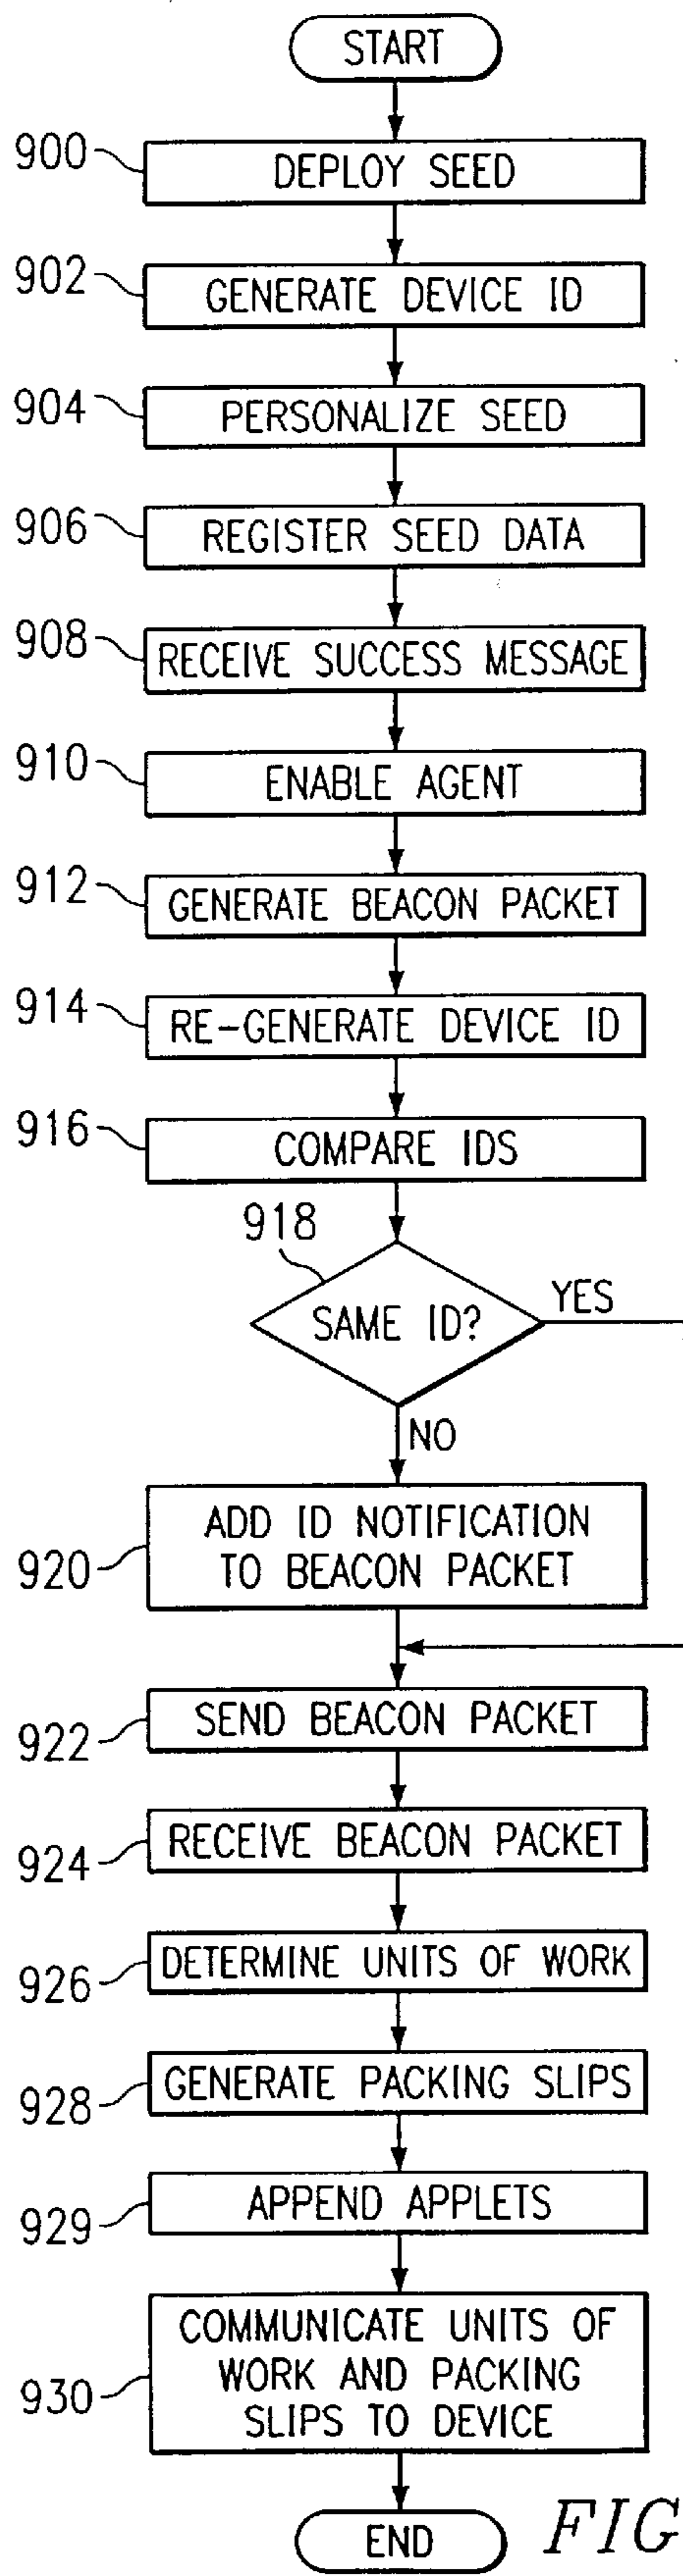 START
900
DEPLOY SEED
902
GENERATE DEVICE ID
904
PERSONALIZE SEED
906
REGISTER SEED DATA
908
RECEIVE SUCCESS MESSAGE
910
ENABLE AGENT
912
GENERATE BEACON PACKET
914
RE-GENERATE DEVICE ID
916
COMPARE IDS
918
SAME ID?
YES
NO
920
ADD ID NOTIFICATION
TO BEACON PACKET
922
SEND BEACON PACKET
924
RECEIVE BEACON PACKET
926
DETERMINE UNITS OF WORK
928
GENERATE PACKING SLIPS
929
APPEND APPLETS
930
COMMUNICATE UNITS OF
WORK AND PACKING
SLIPS TO DEVICE
END
FIG